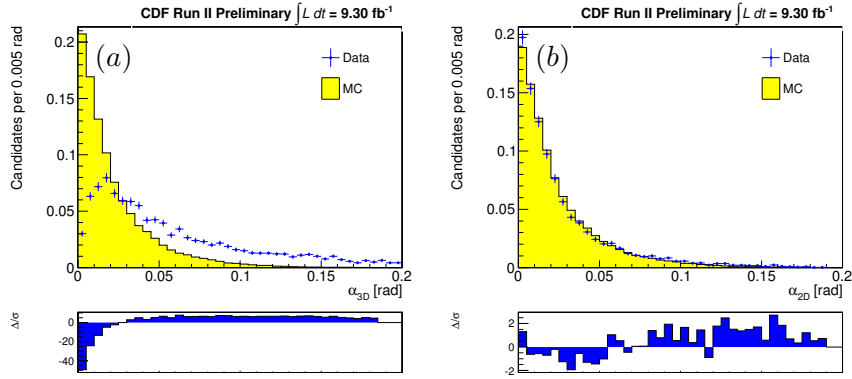 CDF Run II Preliminary ∫ L dt = 9.30 fb⁻¹
Candidates per 0.005 rad
0.2
0.15
0.1
0.05
0
(a)
Data
MC
0 0.05 0.1 0.15 0.2
α3D [rad]
Δ/σ
0
-20
-40
CDF Run II Preliminary ∫ L dt = 9.30 fb⁻¹
Candidates per 0.005 rad
0.2
0.15
0.1
0.05
0
(b)
Data
MC
0 0.05 0.1 0.15 0.2
α2D [rad]
Δ/σ
2
0
-2